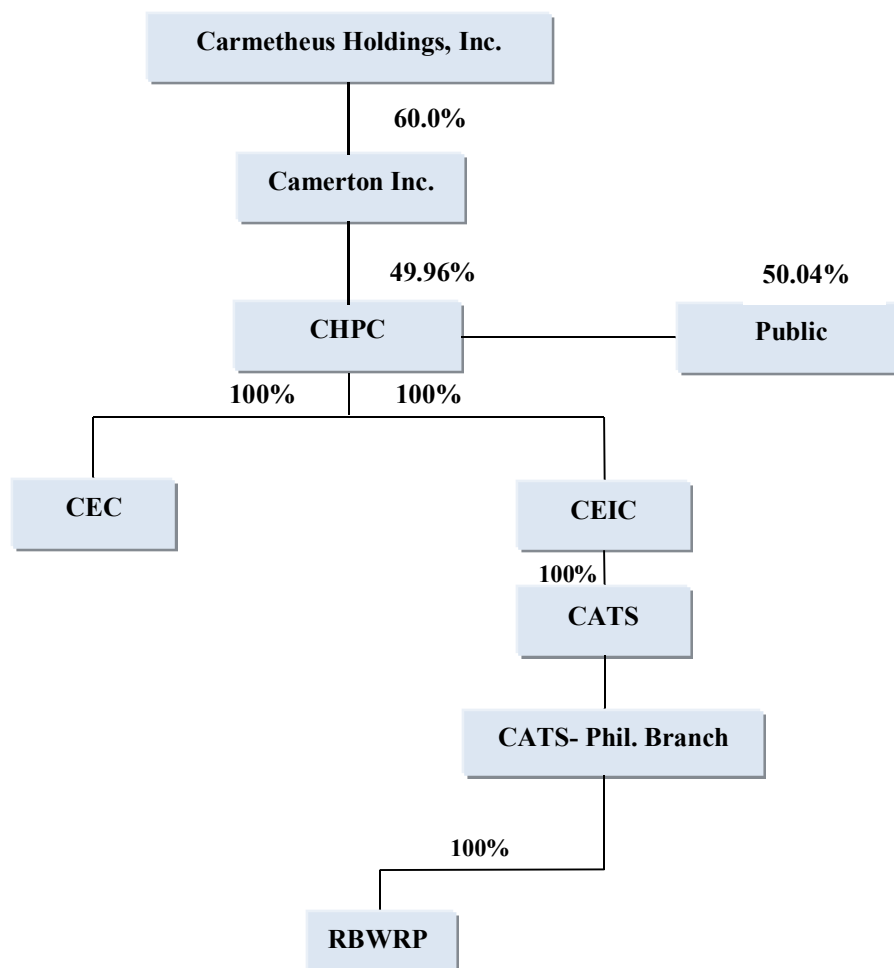 Carmetheus Holdings, Inc.
60.0%
Camerton Inc.
49.96%
50.04%
CHPC
Public
100%
100%
CEC
CEIC
100%
CATS
CATS- Phil. Branch
100%
RBWRP